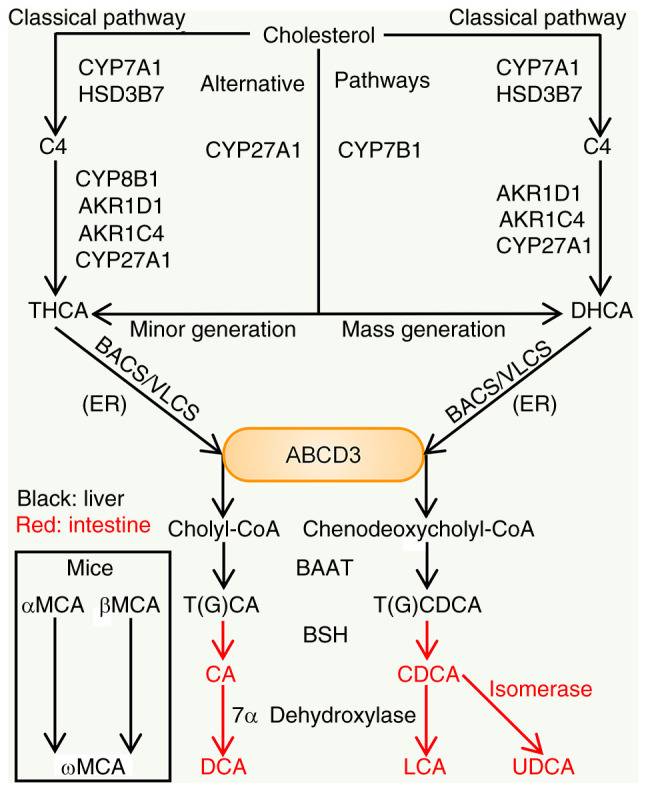 Classical pathway
Classical pathway
Cholesterol
CYP7A1
HSD3B7
Alternative
Pathways
CYP7A1
HSD3B7
C4
CYP27A1
CYP7B1
C4
CYP8B1
AKR1D1
AKR1C4
CYP27A1
AKR1D1
AKR1C4
CYP27A1
THCA
DHCA
Minor generation
Mass generation
BACS/VLCS
(ER)
BACS/VLCS
(ER)
ABCD3
Black: liver
Red: intestine
Cholyl-CoA
Chenodeoxycholyl-CoA
Mice
BAAT
αMCA
βMCA
T(G)CA
T(G)CDCA
BSH
CA
CDCA
Isomerase
7α Dehydroxylase
ωMCA
DCA
LCA
UDCA